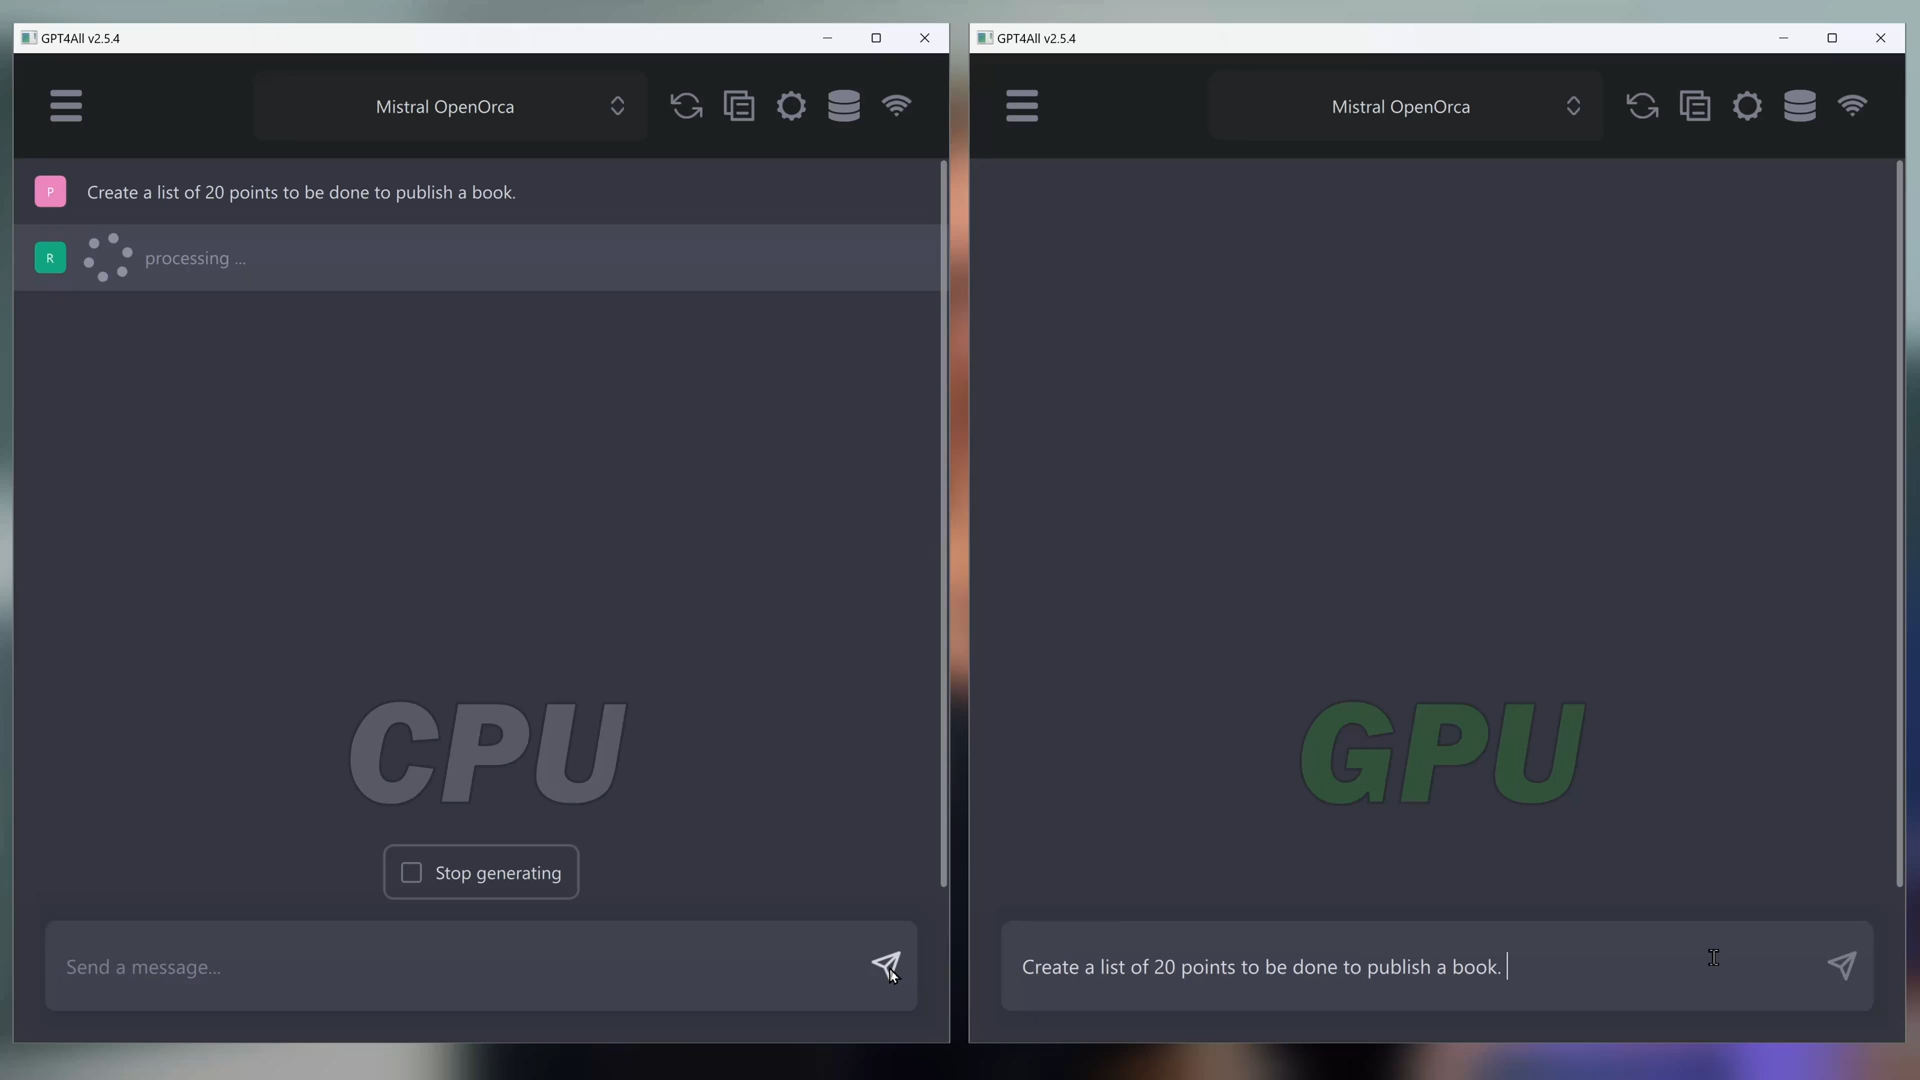 GPT4All v2.5.4
Mistral OpenOrca
P
Create a list of 20 points to be done to publish a book.
R
processing ...
CPU
Stop generating
Send a message...
GPT4All v2.5.4
Mistral OpenOrca
GPU
Create a list of 20 points to be done to publish a book.